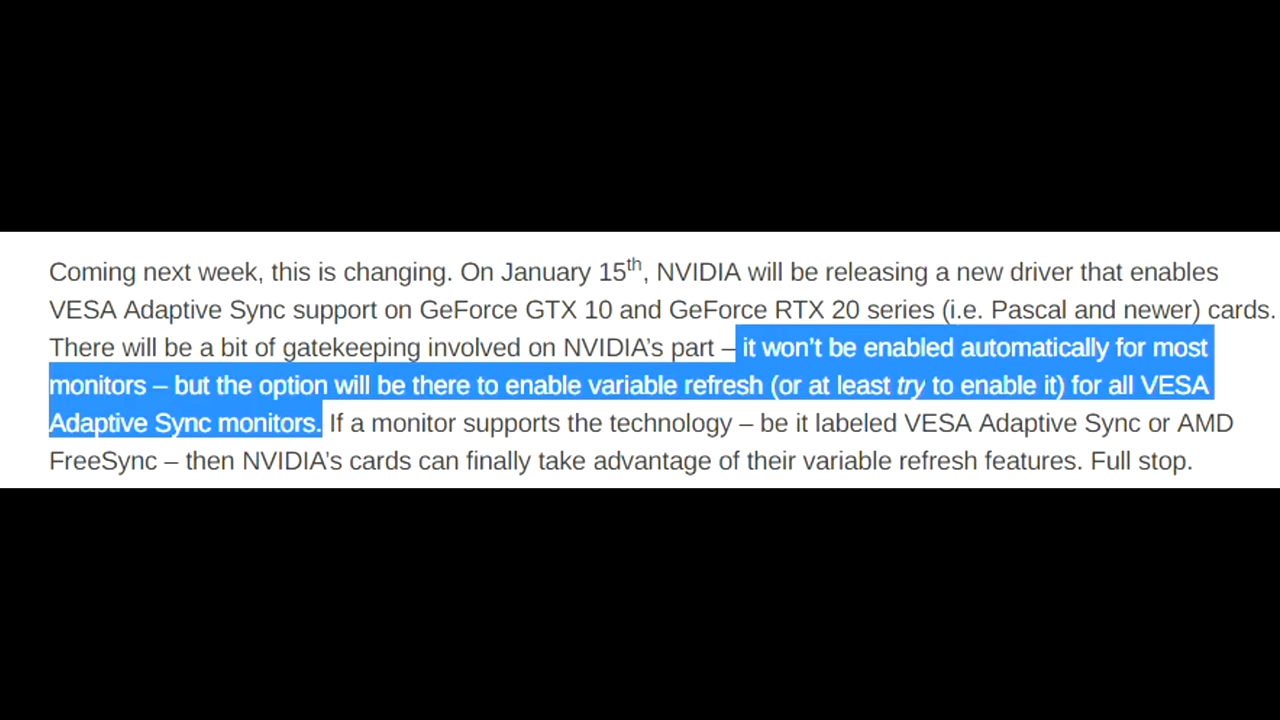 Coming next week, this is changing. On January 15th, NVIDIA will be releasing a new driver that enables
VESA Adaptive Sync support on GeForce GTX 10 and GeForce RTX 20 series (i.e. Pascal and newer) cards.
There will be a bit of gatekeeping involved on NVIDIA’s part – it won’t be enabled automatically for most
monitors – but the option will be there to enable variable refresh (or at least try to enable it) for all VESA
Adaptive Sync monitors. If a monitor supports the technology – be it labeled VESA Adaptive Sync or AMD
FreeSync – then NVIDIA’s cards can finally take advantage of their variable refresh features. Full stop.